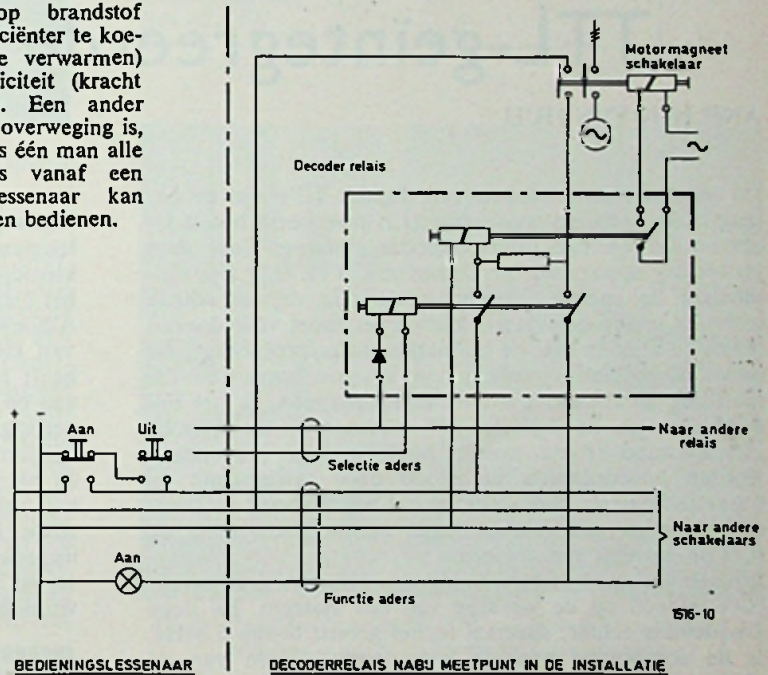 op brandstof
ciënter te koe-
e verwarmen)
iciteit (kracht
. Een ander
overweging is,
s één man alle
s vanaf een
essenaar kan
en bedienen.
Motormagneet
schakelaar
Decoder relais
+ -
Aan Uit
Naar andere
relais
Selectie aders
Naar andere
schakelaars
Aan
Functie aders
1516-10
BEDIENINGSLESSENAAR
DECODERRELAIS NABIJ MEETPUNT IN DE INSTALLATIE